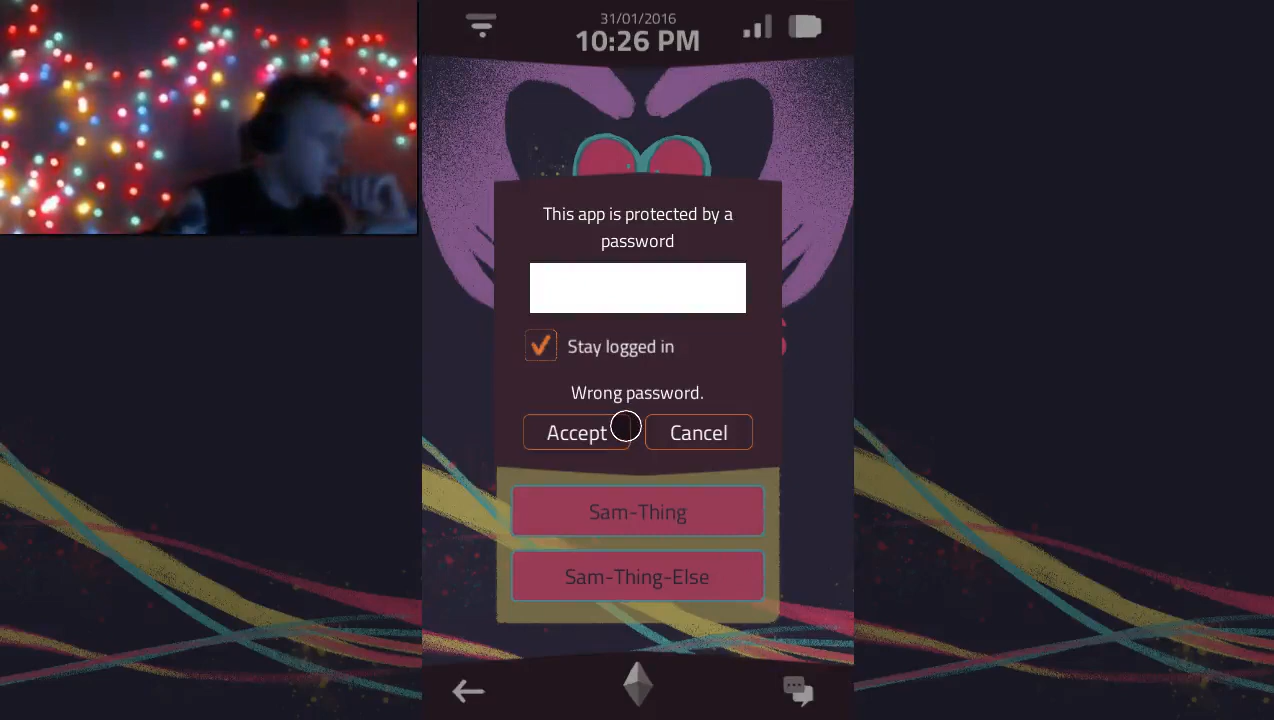 31/01/2016
10:26 PM
This app is protected by a
password
Stay logged in
Wrong password.
Accept
Cancel
Sam-Thing
Sam-Thing-Else